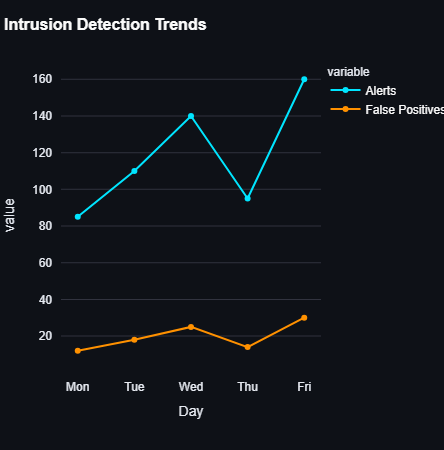 Intrusion Detection Trends
variable
Alerts
False Positives
160
140
120
100
80
60
40
20
value
Mon Tue Wed Thu Fri
Day